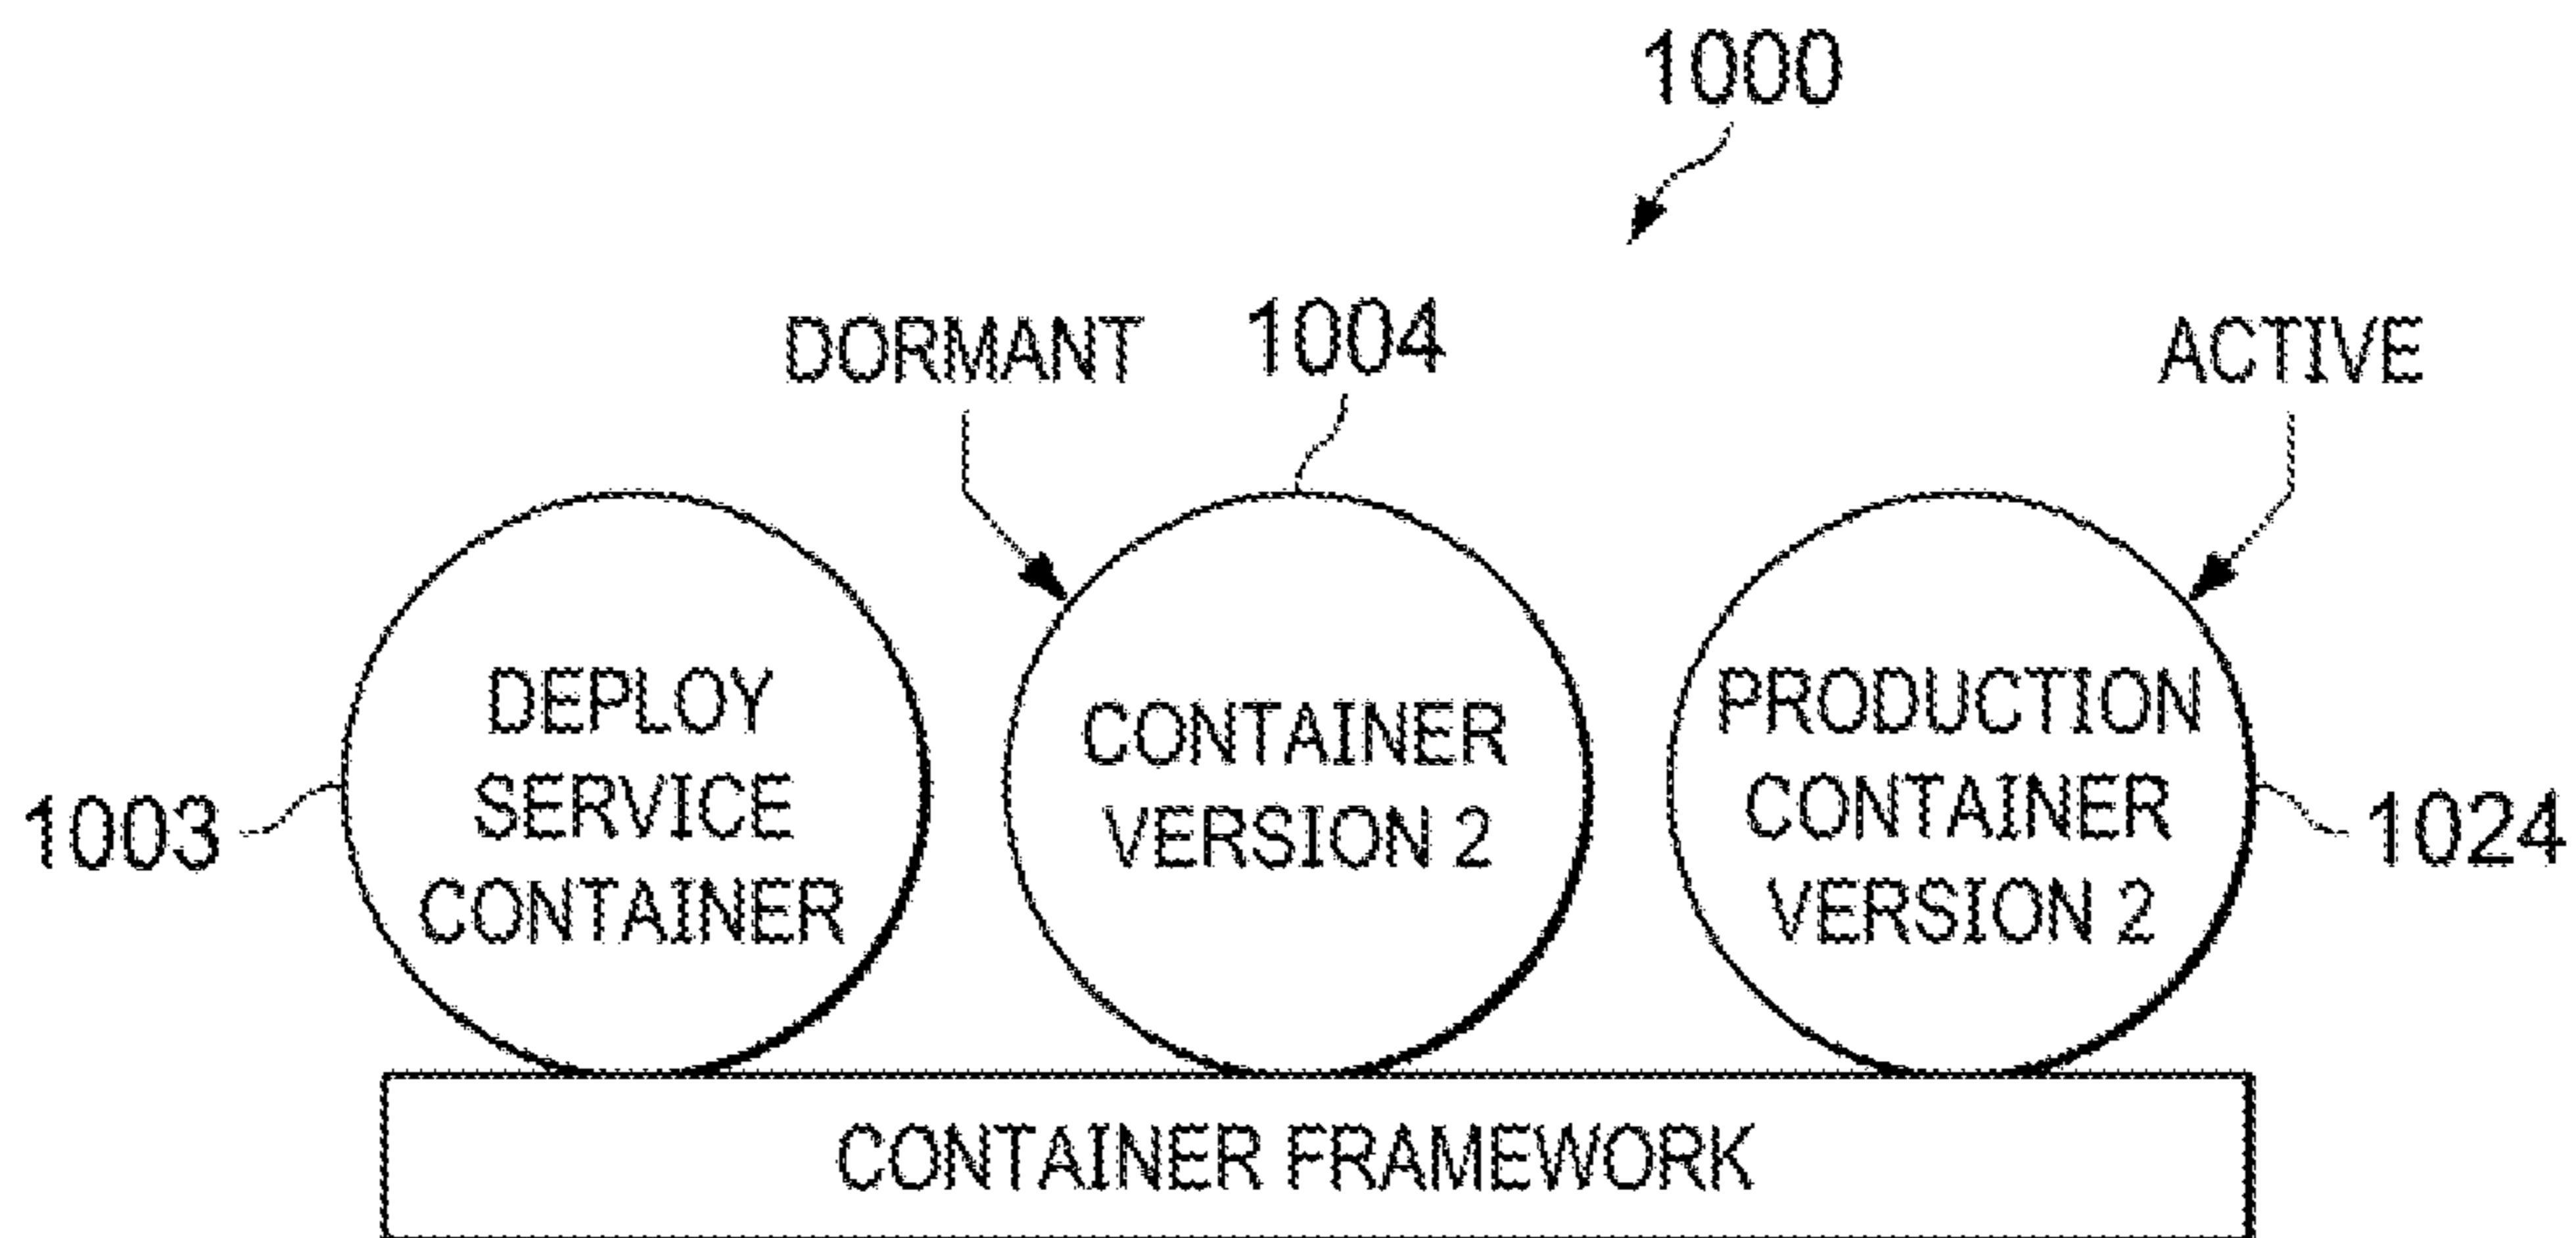 1000
DORMANT
1004
ACTIVE
DEPLOY
SERVICE
CONTAINER
1003
CONTAINER
VERSION 2
PRODUCTION
CONTAINER
VERSION 2
1024
CONTAINER FRAMEWORK